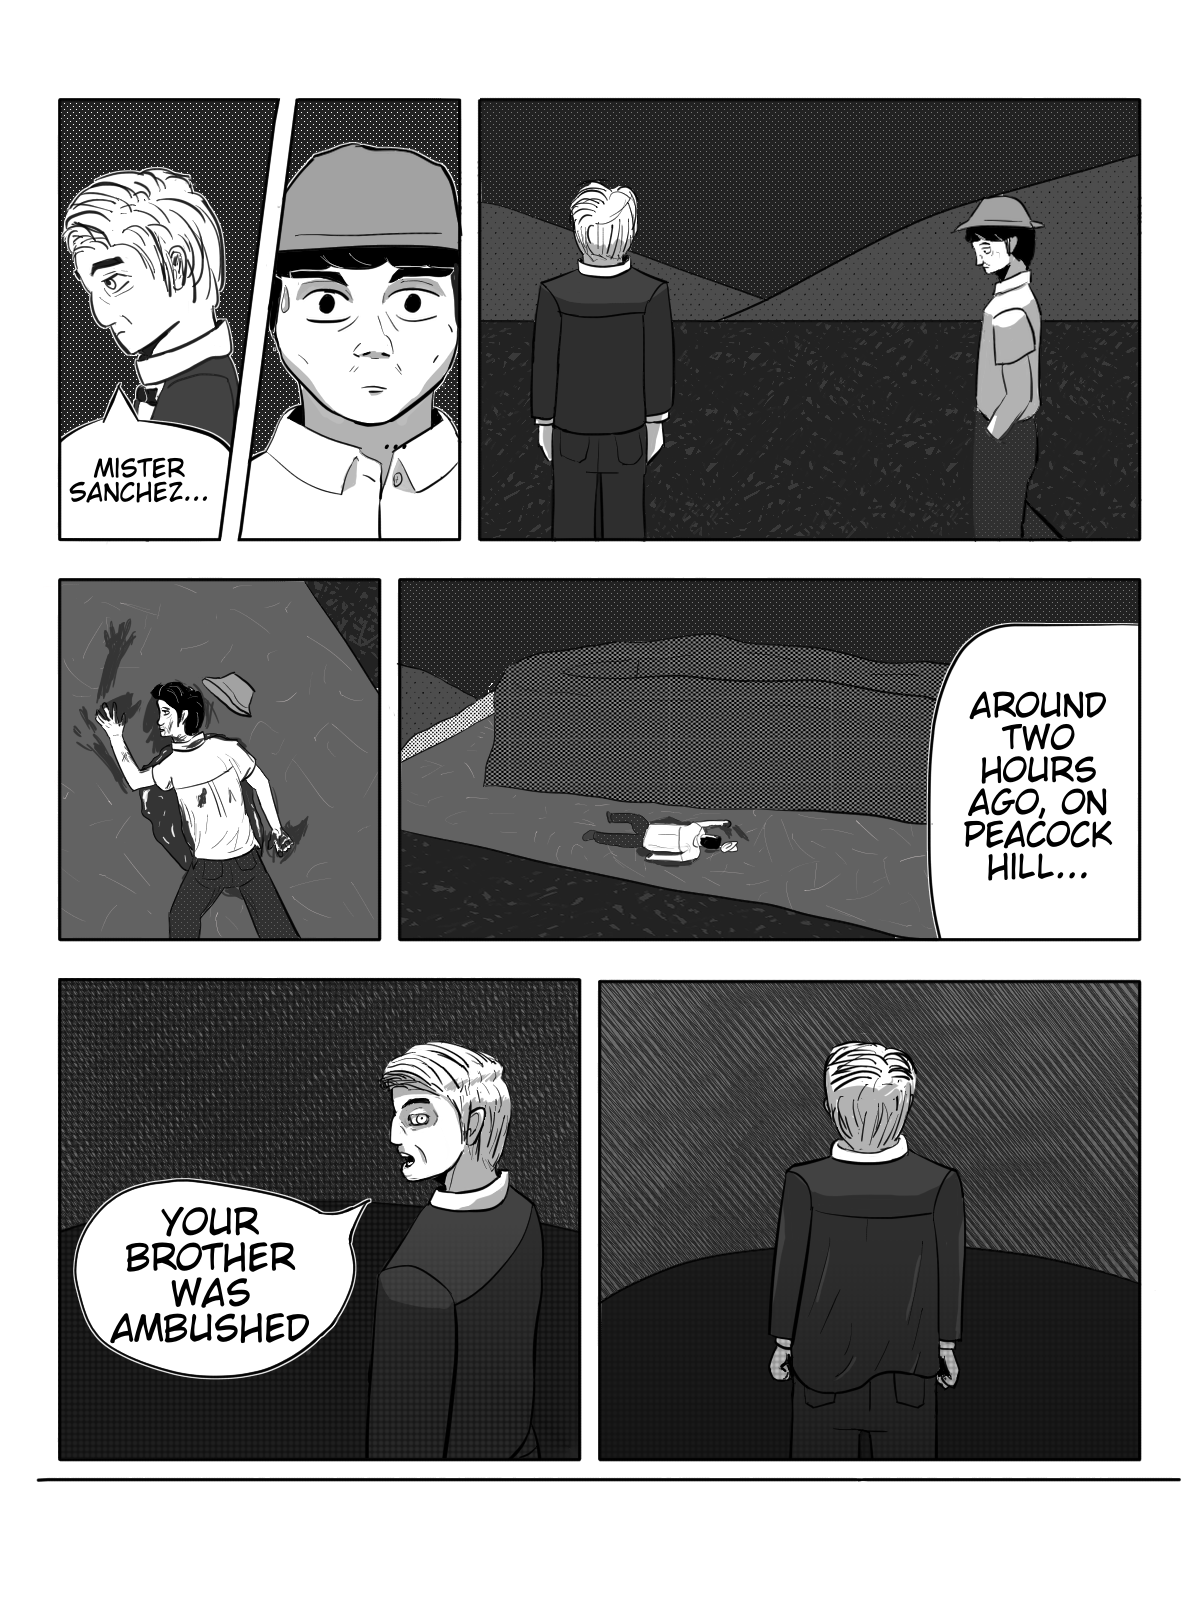 MISTER
SANCHEZ...
...
AROUND
TWO
HOURS
AGO, ON
PEACOCK
HILL...
YOUR
BROTHER
WAS
AMBUSHED